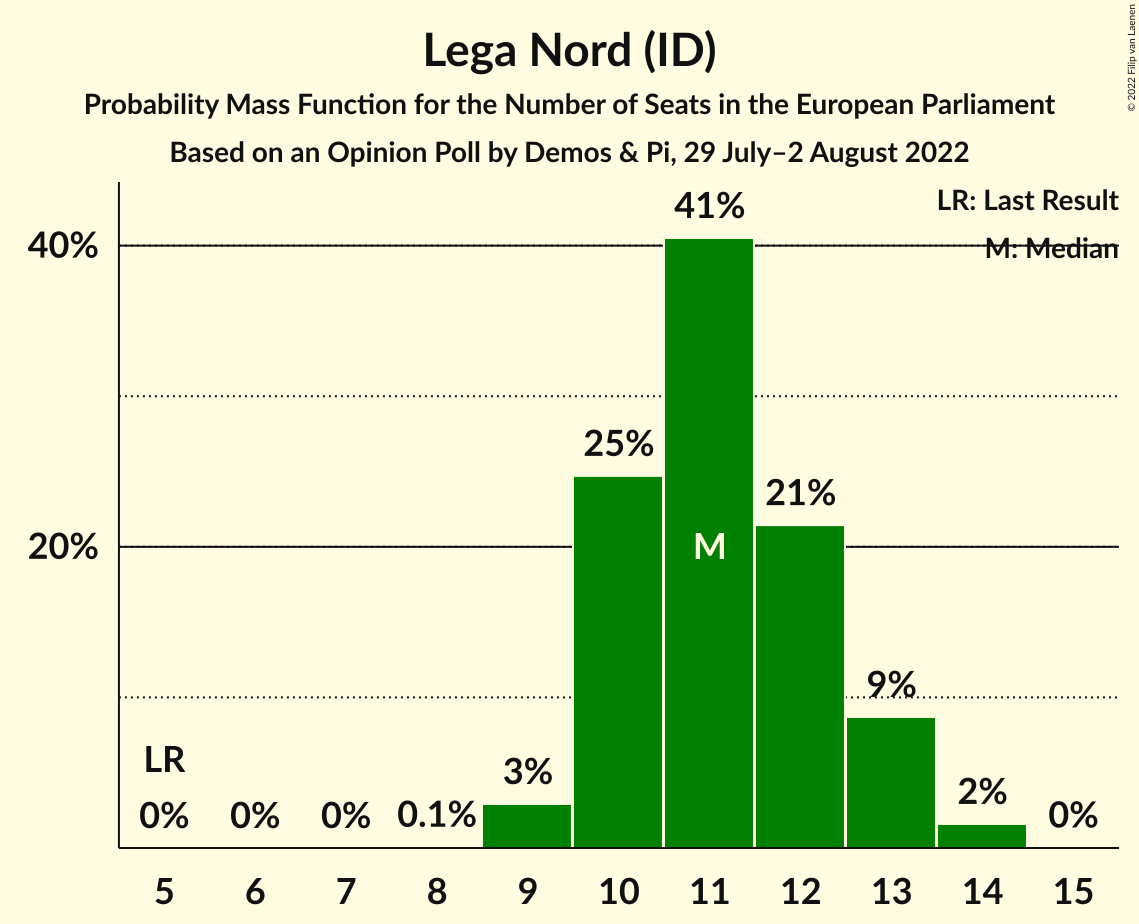 Lega Nord (ID)
Probability Mass Function for the Number of Seats in the European Parliament
Based on an Opinion Poll by Demos & Pi, 29 July–2 August 2022
© 2022 Filip van Laenen
LR: Last Result
M: Median
40%
20%
41%
25%
21%
9%
3%
2%
LR
0%
0%
0%
0.1%
0%
M
5 6 7 8 9 10 11 12 13 14 15